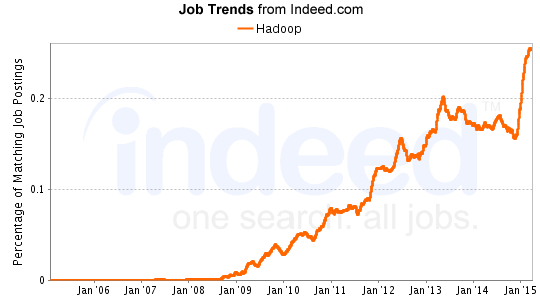 Job Trends from Indeed.com
Hadoop
Percentage of Matching Job Postings
0.2
0.1
0
indeed™
one search. all jobs.
Jan'06 Jan'07 Jan'08 Jan'09 Jan'10 Jan'11 Jan'12 Jan'13 Jan'14 Jan'15